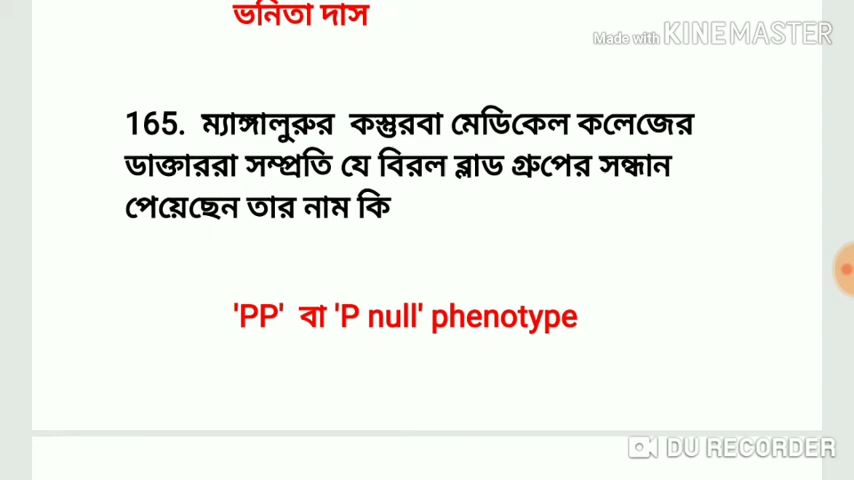 ভনিতা দাস
Made with KINEMASTER
165. ম্যাঙ্গালুরুর কস্তুরবা মেডিকেল কলেজের
ডাক্তাররা সম্প্রতি যে বিরল ব্লাড গ্রুপের সন্ধান
পেয়েছেন তার নাম কি
'PP' বা 'P null' phenotype
DU RECORDER